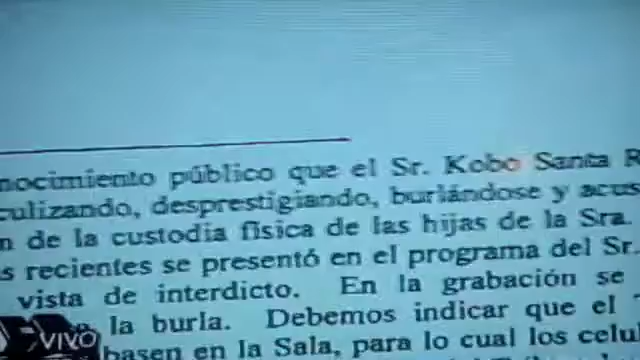 nocimiento público que el Sr. Kobo Santa R
culizando, desprestigiando, burlándose y acus
n de la custodia física de las hijas de la Sra.
s recientes se presentó en el programa del Sr.
vista de interdicto. En la grabación se
la burla. Debemos indicar que el
basen en la Sala, para lo cual los celul
VIVO